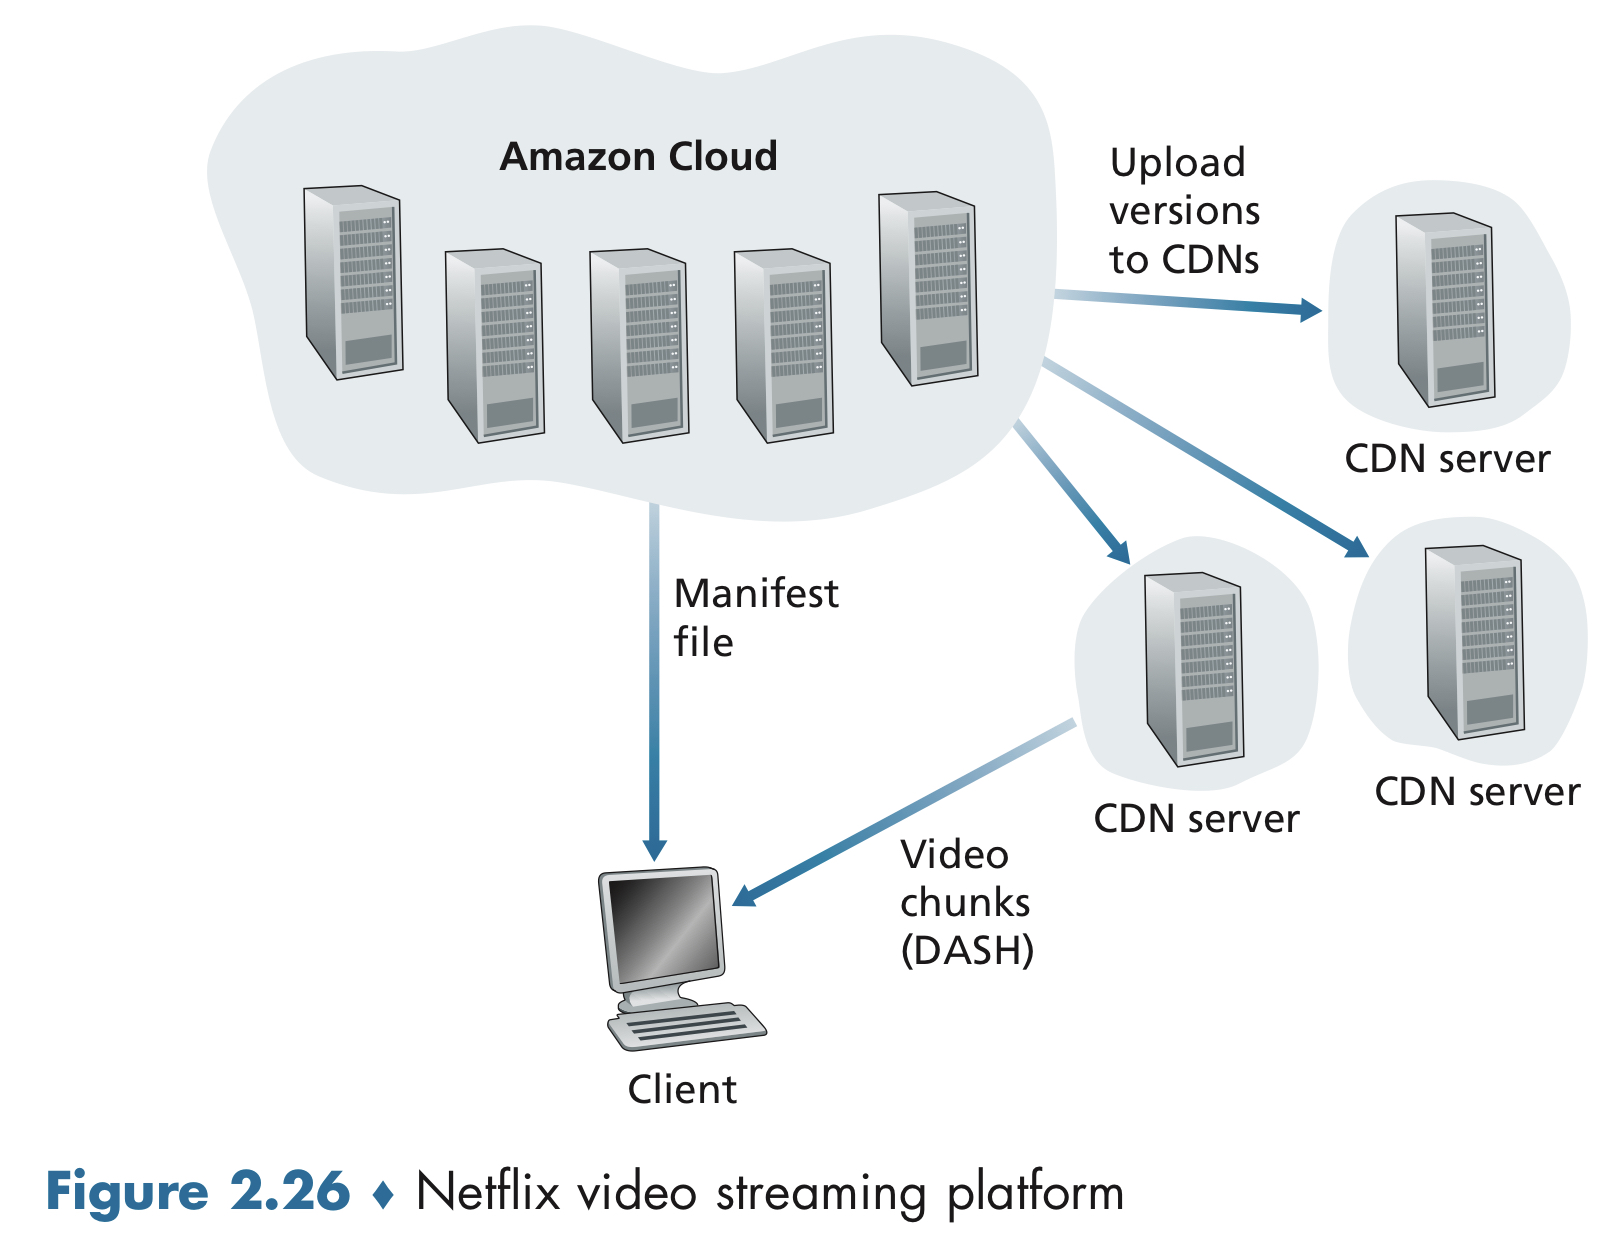 Amazon Cloud
Upload
versions
to CDNs
CDN server
Manifest
file
CDN server
CDN server
Video
chunks
(DASH)
Client
Figure 2.26 ♦ Netflix video streaming platform